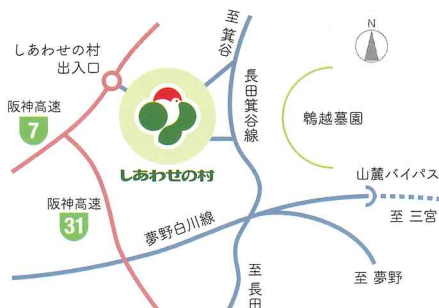 N
至 箕谷
しあわせの村
出入口
長田箕谷線
阪神高速
7
鵯越墓園
しあわせの村
山麓バイパス
阪神高速
31
夢野白川線
至 三宮
至 長田
至 夢野